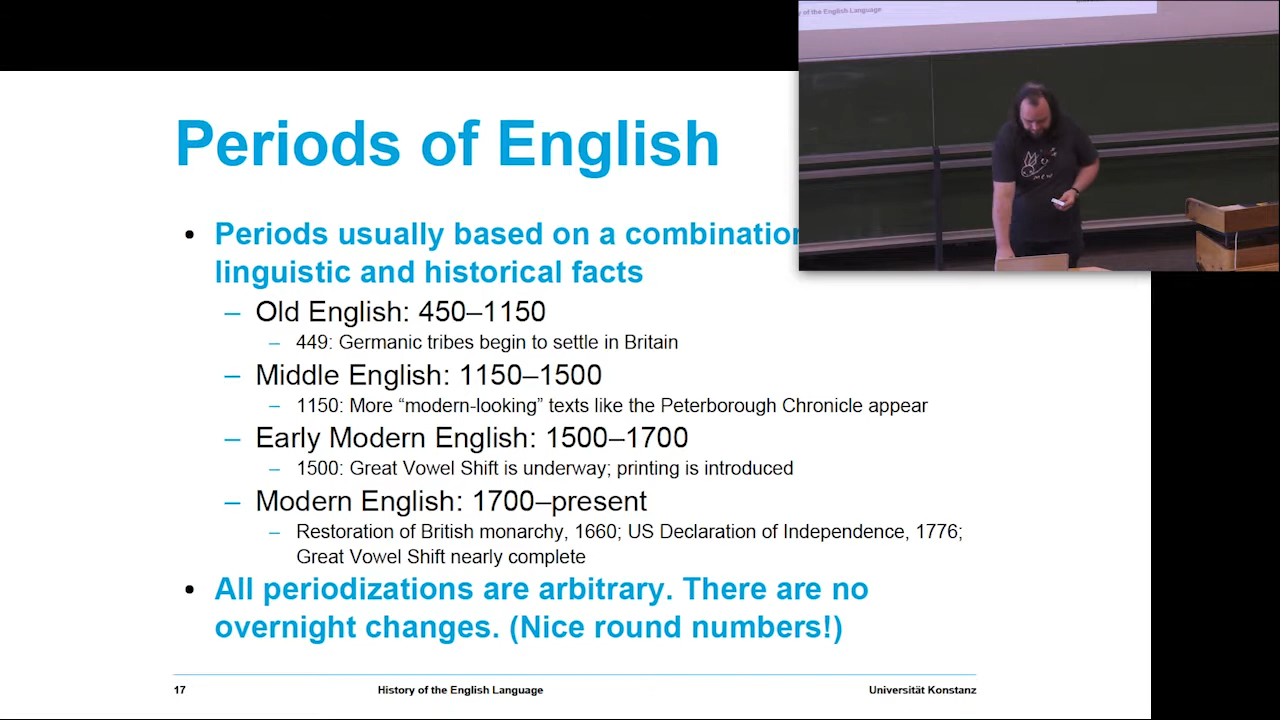 Periods of English
• Periods usually based on a combination
linguistic and historical facts
– Old English: 450–1150
– 449: Germanic tribes begin to settle in Britain
– Middle English: 1150–1500
– 1150: More “modern-looking” texts like the Peterborough Chronicle appear
– Early Modern English: 1500–1700
– 1500: Great Vowel Shift is underway; printing is introduced
– Modern English: 1700–present
– Restoration of British monarchy, 1660; US Declaration of Independence, 1776;
Great Vowel Shift nearly complete
• All periodizations are arbitrary. There are no
overnight changes. (Nice round numbers!)
17 History of the English Language Universität Konstanz
of the English Language